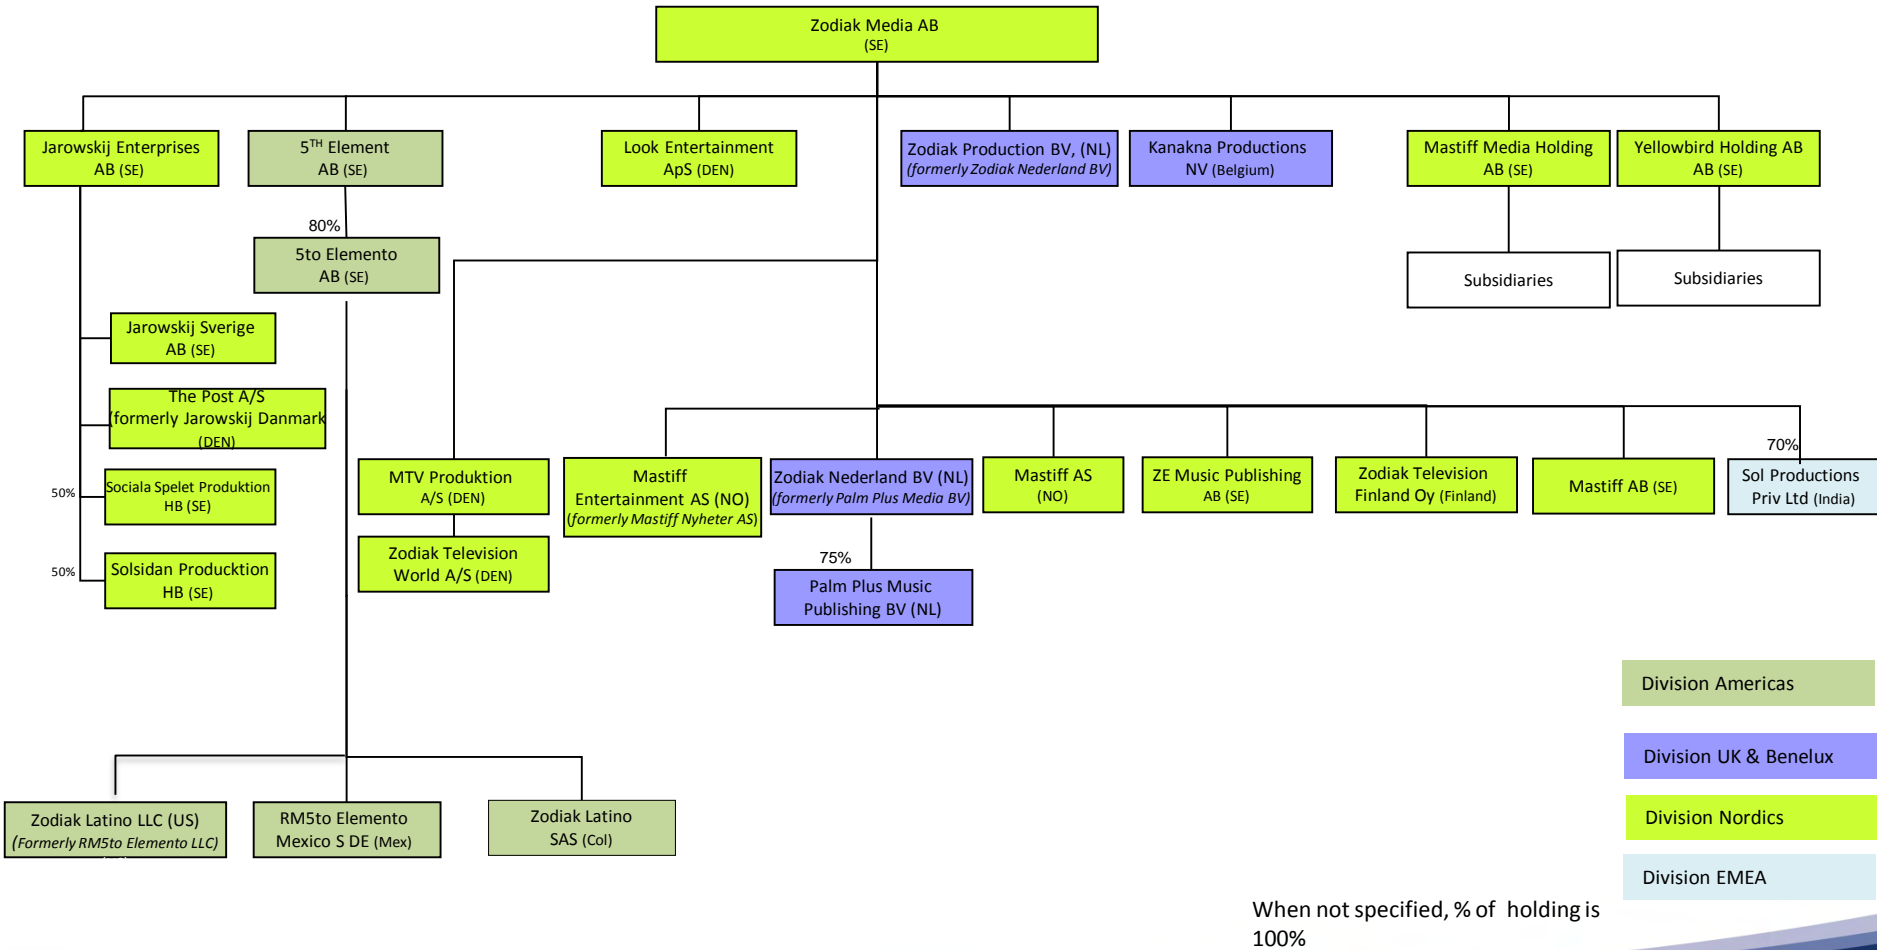 Zodiak Media AB
(SE)
Jarowskij Enterprises
AB (SE)
5TH Element
AB (SE)
Look Entertainment
ApS (DEN)
Zodiak Production BV, (NL)
(formerly Zodiak Nederland BV)
Kanakna Productions
NV (Belgium)
Mastiff Media Holding
AB (SE)
Yellowbird Holding AB
AB (SE)
80%
5to Elemento
AB (SE)
Subsidiaries
Subsidiaries
Jarowskij Sverige
AB (SE)
The Post A/S
(formerly Jarowskij Danmark
(DEN)
50%
Sociala Spelet Produktion
HB (SE)
50%
Solsidan Producktion
HB (SE)
MTV Produktion
A/S (DEN)
Zodiak Television
World A/S (DEN)
Mastiff
Entertainment AS (NO)
(formerly Mastiff Nyheter AS)
Zodiak Nederland BV (NL)
(formerly Palm Plus Media BV)
75%
Palm Plus Music
Publishing BV (NL)
Mastiff AS
(NO)
ZE Music Publishing
AB (SE)
Zodiak Television
Finland Oy (Finland)
Mastiff AB (SE)
70%
Sol Productions
Priv Ltd (India)
Zodiak Latino LLC (US)
(Formerly RM5to Elemento LLC)
RM5to Elemento
Mexico S DE (Mex)
Zodiak Latino
SAS (Col)
Division Americas
Division UK & Benelux
Division Nordics
Division EMEA
When not specified, % of holding is
100%